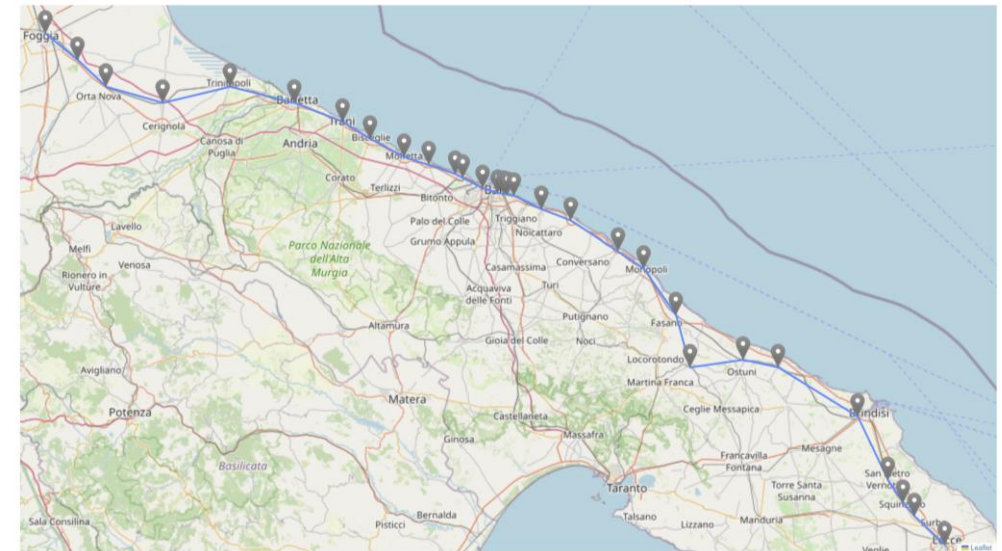 Foggia
Orta Nova
Trinitapoli
Barletta
Cerignola
Trani
Canosa di
Puglia
Andria
Bisceglie
Molfetta
Corato
Terlizzi
Bitonto
Bari
Palo del Colle
Triggiano
Lavello
Noicattaro
Grumo Appula
Melfi
Parco Nazionale
dell'Alta
Murgia
Venosa
Conversano
Casamassima
Monopoli
Rionero in
Vulture
Turi
Acquaviva
delle Fonti
Putignano
Fasano
Altamura
Gioia del Colle
Noci
Locorotondo
Avigliano
Ostuni
Martina Franca
Matera
Potenza
Castellaneta
Ceglie Messapica
Brindisi
Massafra
Ginosa
Mesagne
Francavilla
Fontana
Basilicata
San Pietro
Taranto
Torre Santa
Susanna
Bernalda
Talsano
Manduria
Sala Consilina
Pisticci
Lizzano
Lecce
Veglie
Leaflet